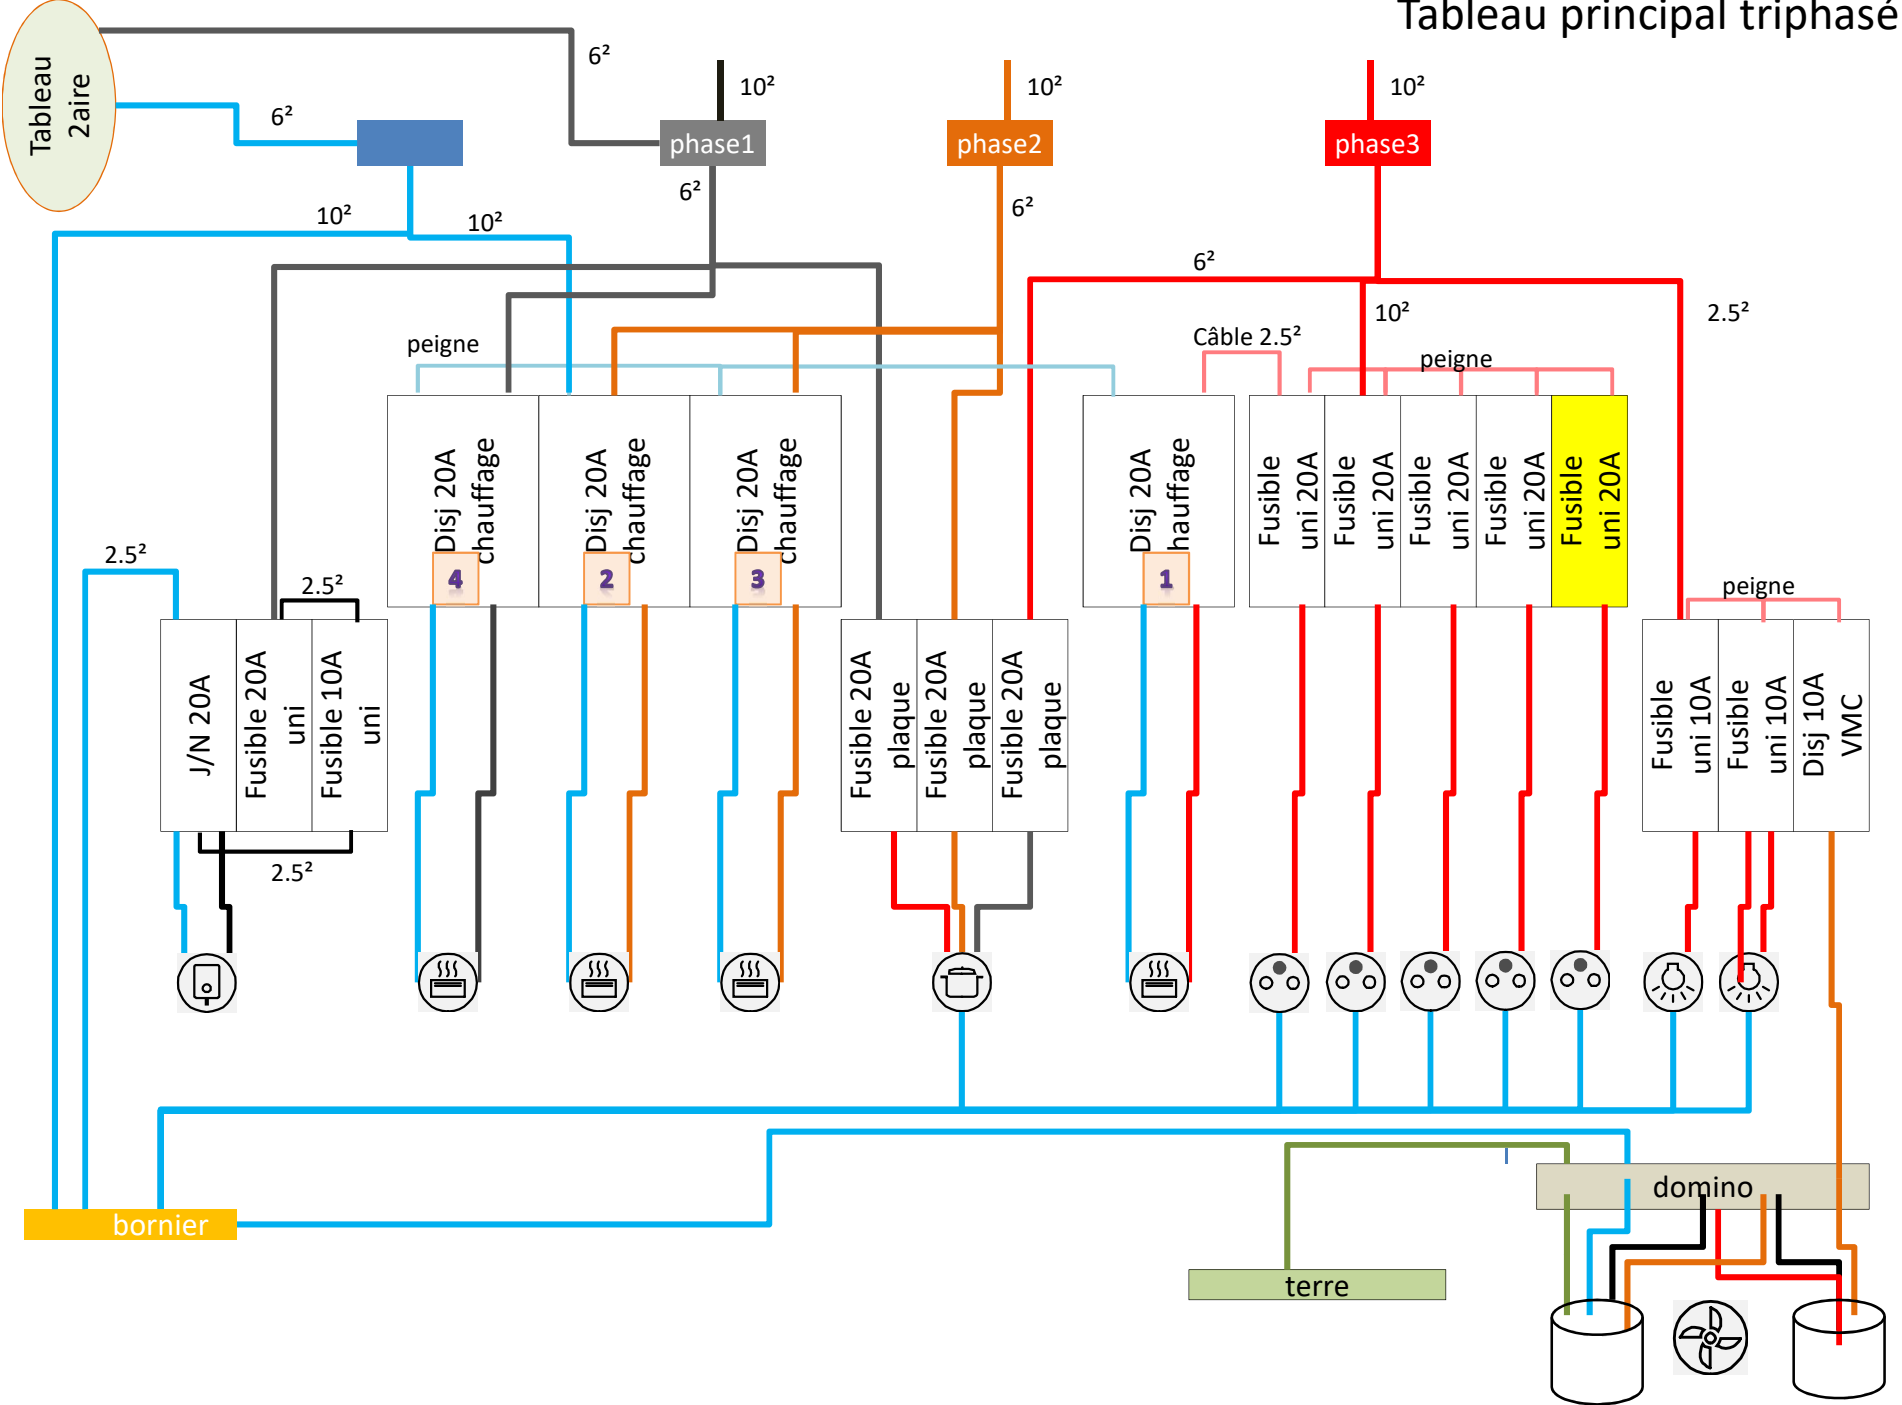 Tableau principal triphasé
Tableau
2aire
6²
6²
10²
10²
10²
phase1
phase2
phase3
6²
6²
10²
10²
6²
10²
2.5²
peigne
Câble 2.5²
peigne
Disj 20A
chauffage
4
Disj 20A
chauffage
2
Disj 20A
chauffage
3
Disj 20A
hauffage
1
Fusible
uni 20A
Fusible
uni 20A
Fusible
uni 20A
Fusible
uni 20A
Fusible
uni 20A
2.5²
2.5²
peigne
J/N 20A
Fusible 20A
uni
Fusible 10A
uni
Fusible 20A
plaque
Fusible 20A
plaque
Fusible 20A
plaque
Fusible
uni 10A
Fusible
uni 10A
Disj 10A
VMC
2.5²
domino
bornier
terre